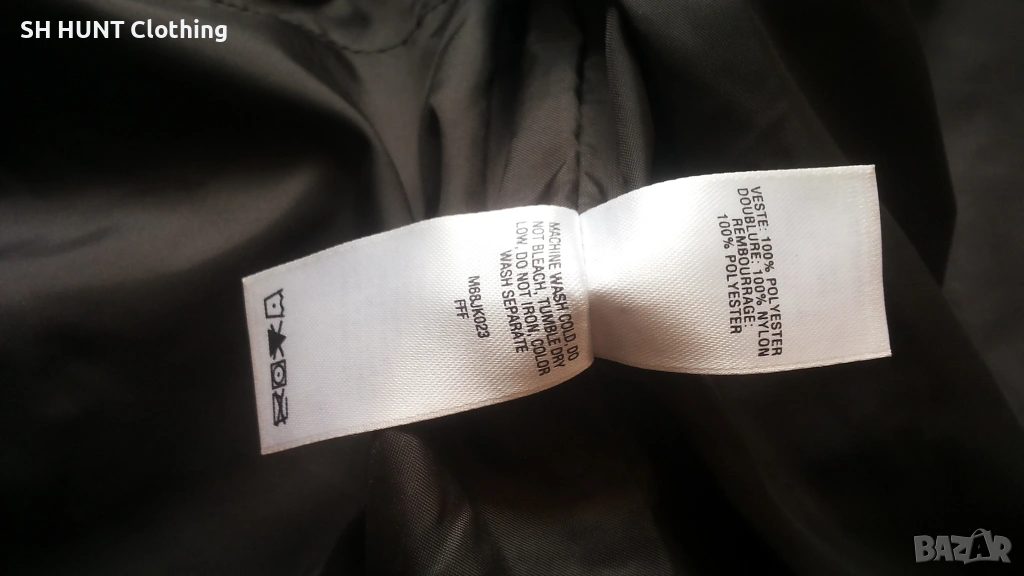 SH HUNT Clothing
MACHINE WASH COLD, DO
NOT BLEACH, TUMBLE DRY
LOW, DO NOT IRON, COLOR
WASH SEPARATE
M68JK023
FFF
VESTE: 100% POLYESTER
DOUBLURE: 100% NYLON
REMBOURRAGE:
100% POLYESTER
BAZAR